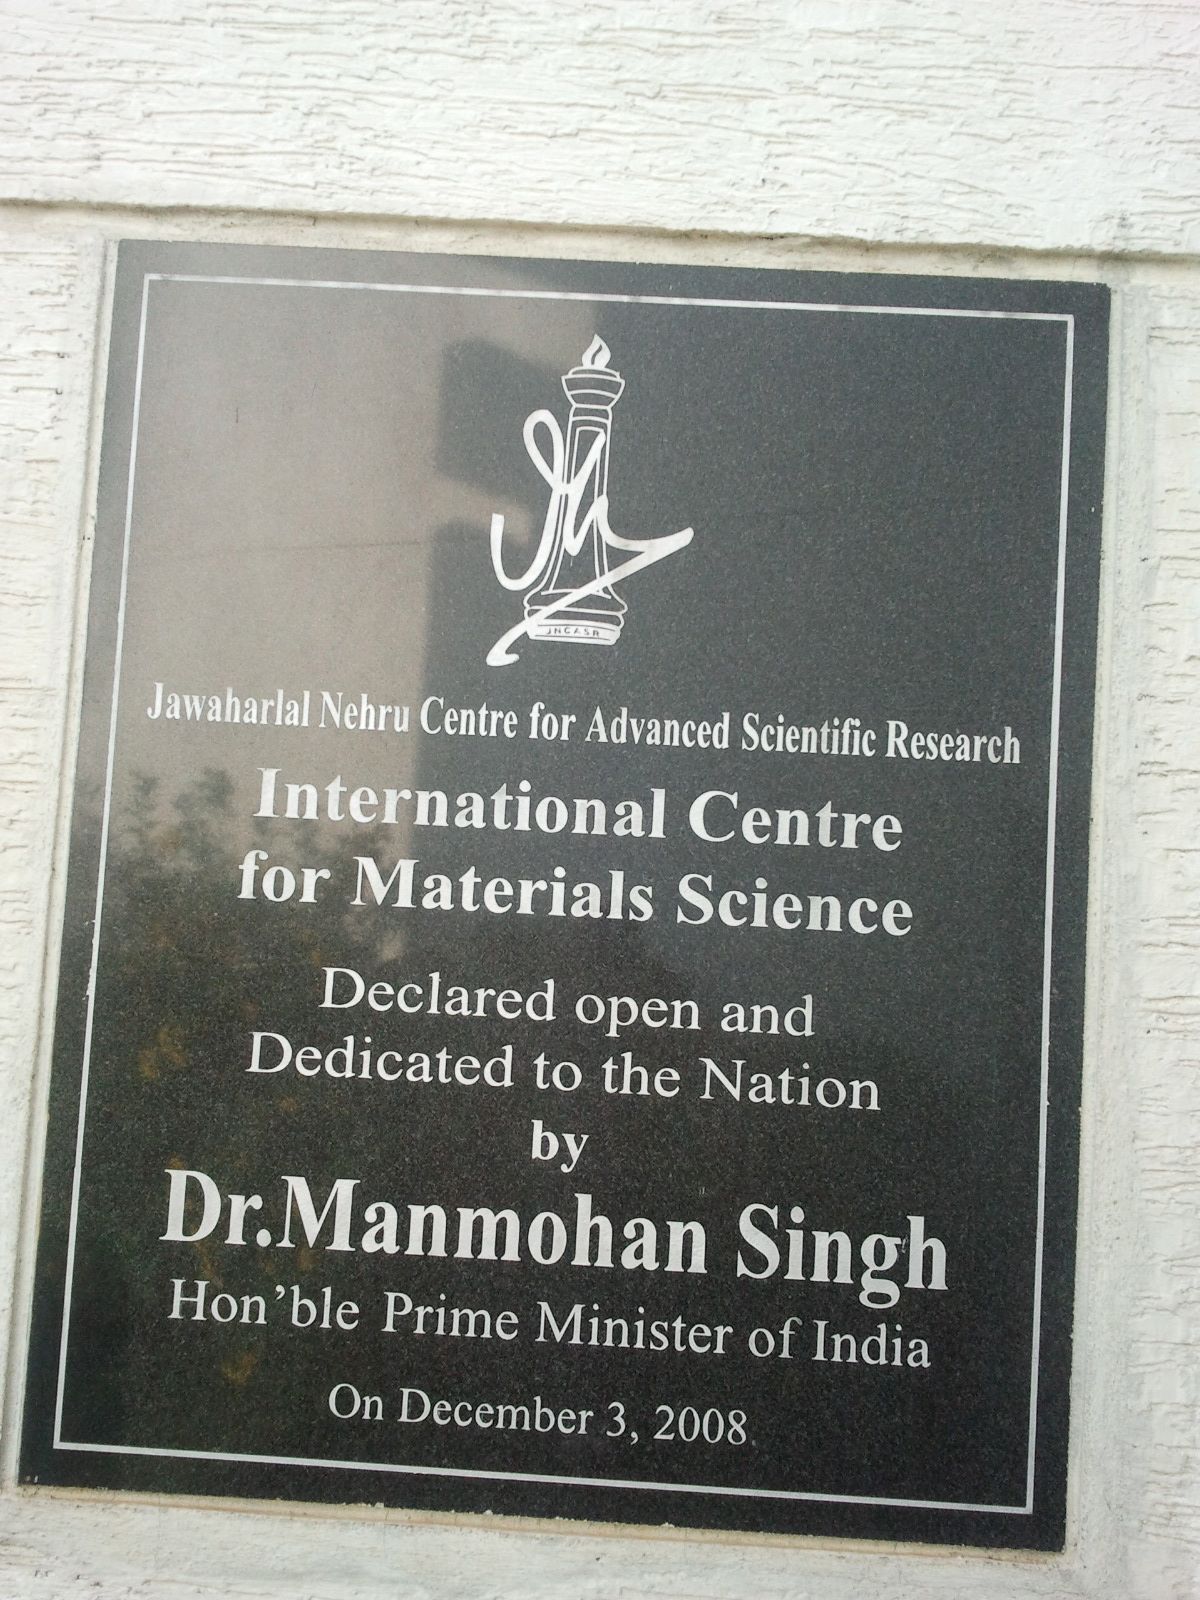 JNCASR
Jawaharlal Nehru Centre for Advanced Scientific Research
International Centre
for Materials Science
Declared open and
Dedicated to the Nation
by
Dr.Manmohan Singh
Hon'ble Prime Minister of India
On December 3, 2008.